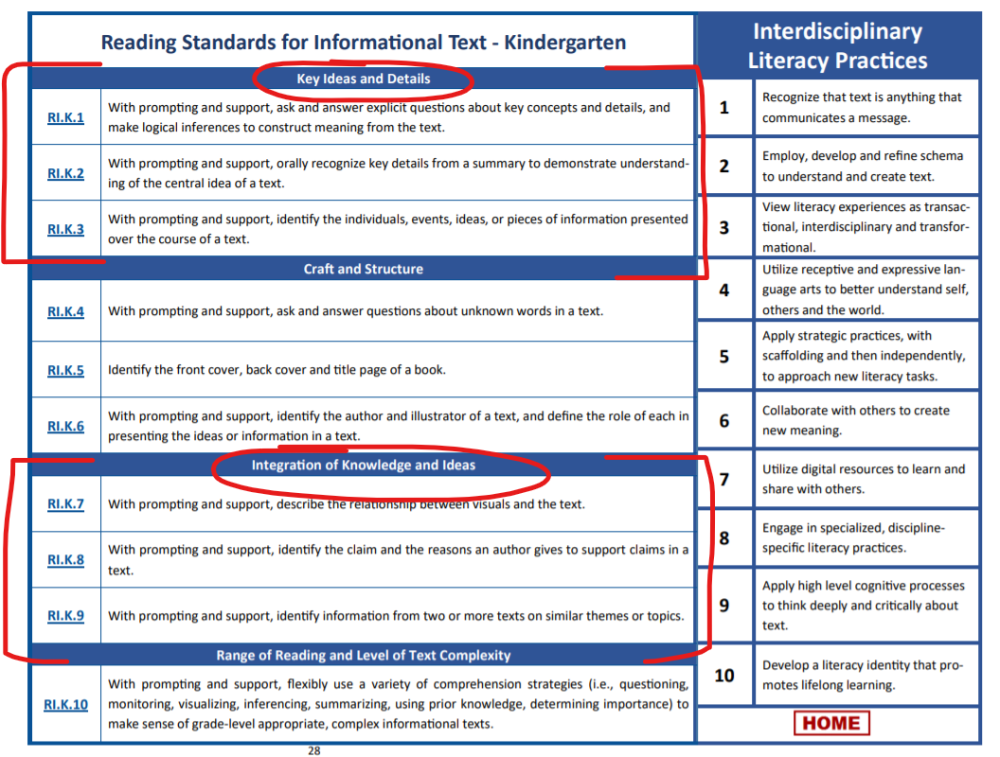 Reading Standards for Informational Text - Kindergarten
Key Ideas and Details
RI.K.1
With prompting and support, ask and answer explicit questions about key concepts and details, and
make logical inferences to construct meaning from the text.
RI.K.2
With prompting and support, orally recognize key details from a summary to demonstrate understand-
ing of the central idea of a text.
RI.K.3
With prompting and support, identify the individuals, events, ideas, or pieces of information presented
over the course of a text.
Craft and Structure
RI.K.4
With prompting and support, ask and answer questions about unknown words in a text.
RI.K.5
Identify the front cover, back cover and title page of a book.
RI.K.6
With prompting and support, identify the author and illustrator of a text, and define the role of each in
presenting the ideas or information in a text.
Integration of Knowledge and Ideas
RI.K.7
With prompting and support, describe the relationship between visuals and the text.
RI.K.8
With prompting and support, identify the claim and the reasons an author gives to support claims in a
text.
RI.K.9
With prompting and support, identify information from two or more texts on similar themes or topics.
Range of Reading and Level of Text Complexity
RI.K.10
With prompting and support, flexibly use a variety of comprehension strategies (i.e., questioning,
monitoring, visualizing, inferencing, summarizing, using prior knowledge, determining importance) to
make sense of grade-level appropriate, complex informational texts.
28
Interdisciplinary
Literacy Practices
1
Recognize that text is anything that
communicates a message.
2
Employ, develop and refine schema
to understand and create text.
3
View literacy experiences as transac-
tional, interdisciplinary and transfor-
mational.
4
Utilize receptive and expressive lan-
guage arts to better understand self,
others and the world.
5
Apply strategic practices, with
scaffolding and then independently,
to approach new literacy tasks.
6
Collaborate with others to create
new meaning.
7
Utilize digital resources to learn and
share with others.
8
Engage in specialized, discipline-
specific literacy practices.
9
Apply high level cognitive processes
to think deeply and critically about
text.
10
Develop a literacy identity that pro-
motes lifelong learning.
HOME